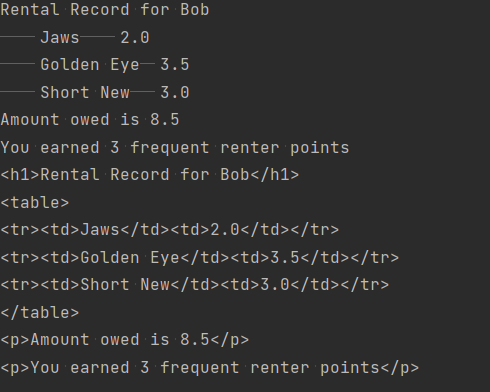 Rental Record for Bob
	Jaws	2.0
	Golden Eye	3.5
	Short New	3.0
Amount owed is 8.5
You earned 3 frequent renter points
<h1>Rental Record for Bob</h1>
<table>
<tr><td>Jaws</td><td>2.0</td></tr>
<tr><td>Golden Eye</td><td>3.5</td></tr>
<tr><td>Short New</td><td>3.0</td></tr>
</table>
<p>Amount owed is 8.5</p>
<p>You earned 3 frequent renter points</p>